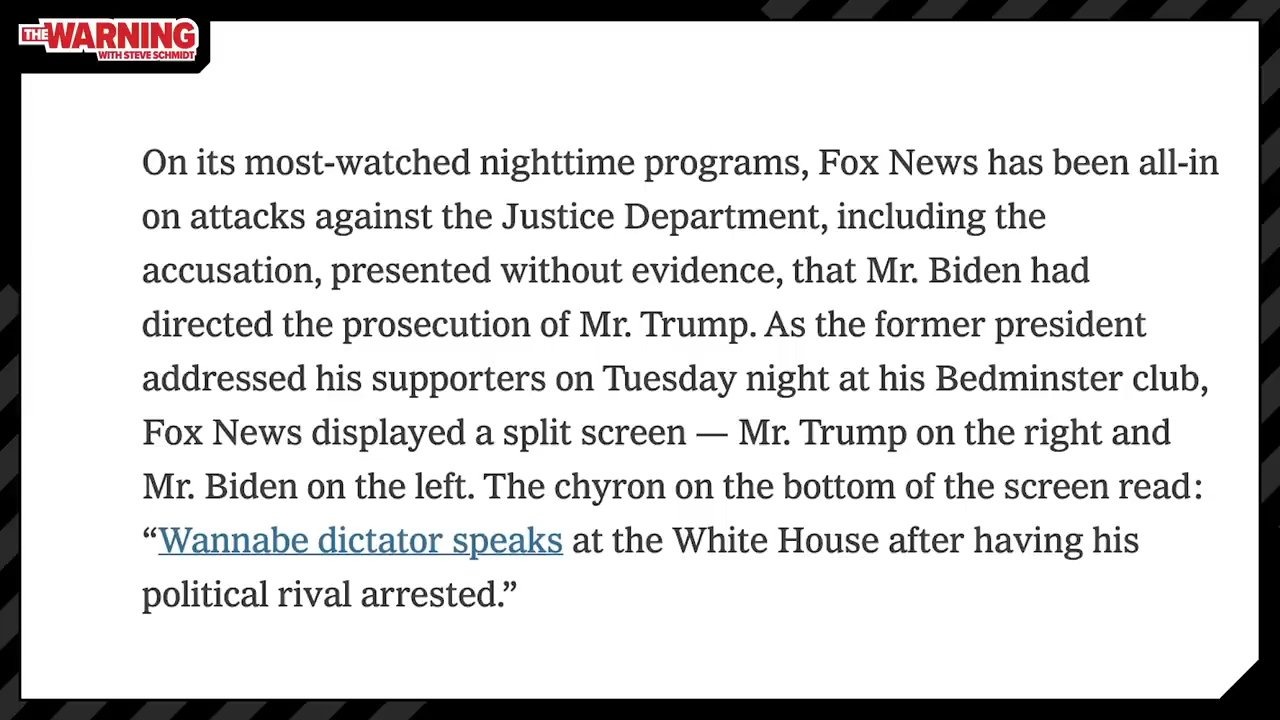 THE WARNING
WITH STEVE SCHMIDT
On its most-watched nighttime programs, Fox News has been all-in
on attacks against the Justice Department, including the
accusation, presented without evidence, that Mr. Biden had
directed the prosecution of Mr. Trump. As the former president
addressed his supporters on Tuesday night at his Bedminster club,
Fox News displayed a split screen — Mr. Trump on the right and
Mr. Biden on the left. The chyron on the bottom of the screen read:
“Wannabe dictator speaks at the White House after having his
political rival arrested.”